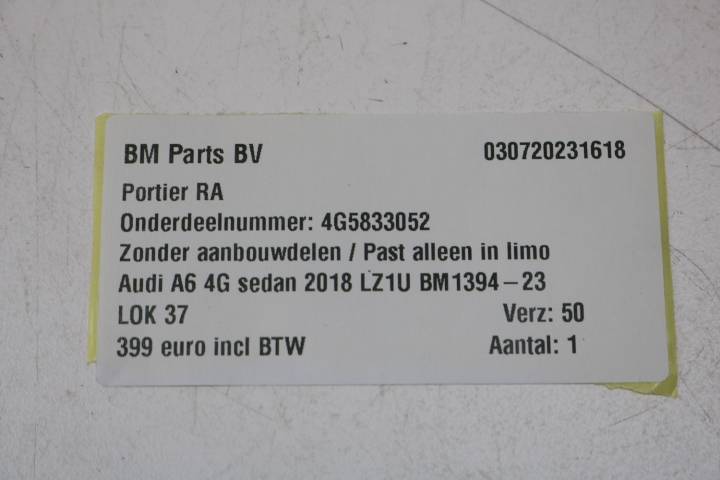 BM Parts BV 030720231618
Portier RA
Onderdeelnummer: 4G5833052
Zonder aanbouwdelen / Past alleen in limo
Audi A6 4G sedan 2018 LZ1U BM1394-23
LOK 37 Verz: 50
399 euro incl BTW Aantal: 1